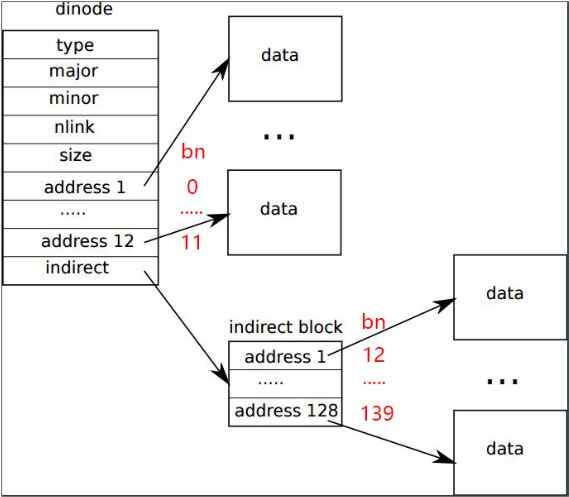 dinode
type
major
minor
nlink
size
address 1
.....
address 12
indirect
bn
0
.....
11
data
...
data
indirect block
address 1
.....
address 128
bn
12
.....
139
data
...
data